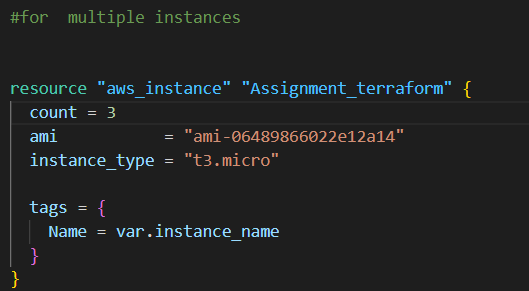 #for  multiple instances
resource "aws_instance" "Assignment_terraform" {
  count = 3
  ami           = "ami-06489866022e12a14"
  instance_type = "t3.micro"
  tags = {
    Name = var.instance_name
  }
}